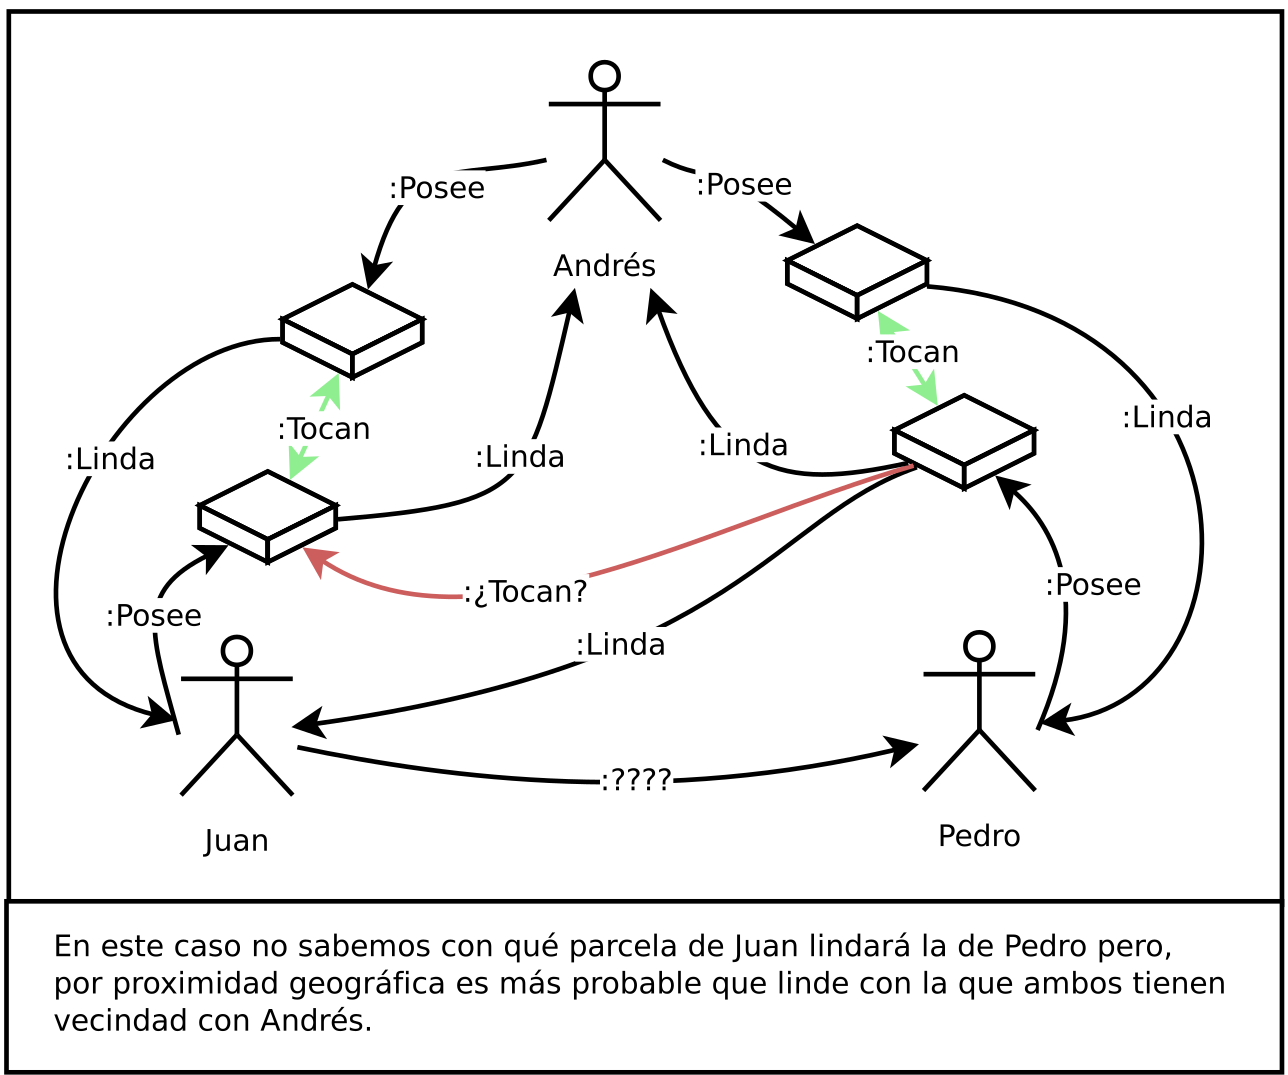 :Posee
:Posee
Andrés
:Tocan
:Linda
:Tocan
:Linda
:Linda
:Linda
:Posee
:¿Tocan?
:Posee
:Linda
:????
Juan
Pedro
En este caso no sabemos con qué parcela de Juan lindará la de Pedro pero,
por proximidad geográfica es más probable que linde con la que ambos tienen
vecindad con Andrés.